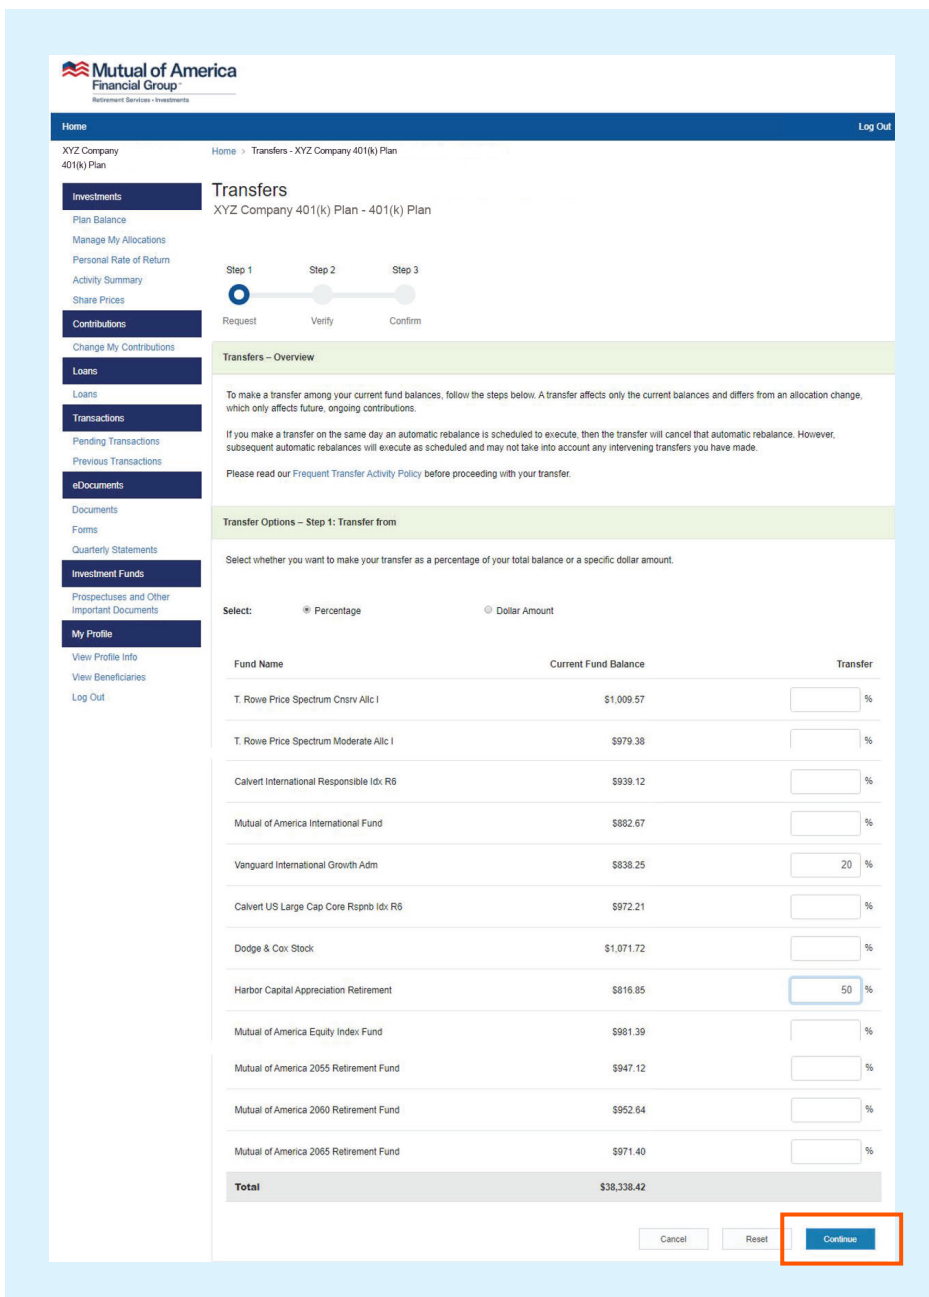 Mutual of America
Financial Group
Retirement Services • Investments
Home
Log Out
XYZ Company
401(k) Plan
Home > Transfers - XYZ Company 401(k) Plan
Investments
Plan Balance
Manage My Allocations
Personal Rate of Return
Activity Summary
Share Prices
Contributions
Change My Contributions
Loans
Loans
Transactions
Pending Transactions
Previous Transactions
eDocuments
Documents
Forms
Quarterly Statements
Investment Funds
Prospectuses and Other
Important Documents
My Profile
View Profile Info
View Beneficiaries
Log Out
Transfers
XYZ Company 401(k) Plan - 401(k) Plan
Step 1 Step 2 Step 3
Request Verify Confirm
Transfers – Overview
To make a transfer among your current fund balances, follow the steps below. A transfer affects only the current balances and differs from an allocation change,
which only affects future, ongoing contributions.
If you make a transfer on the same day an automatic rebalance is scheduled to execute, then the transfer will cancel that automatic rebalance. However,
subsequent automatic rebalances will execute as scheduled and may not take into account any intervening transfers you have made.
Please read our Frequent Transfer Activity Policy before proceeding with your transfer.
Transfer Options – Step 1: Transfer from
Select whether you want to make your transfer as a percentage of your total balance or a specific dollar amount.
Select: Percentage Dollar Amount
Fund Name Current Fund Balance Transfer
T. Rowe Price Spectrum Cnsrv Allc I $1,009.57 %
T. Rowe Price Spectrum Moderate Allc I $979.38 %
Calvert International Responsible Idx R6 $939.12 %
Mutual of America International Fund $882.67 %
Vanguard International Growth Adm $838.25 20 %
Calvert US Large Cap Core Rspnb Idx R6 $972.21 %
Dodge & Cox Stock $1,071.72 %
Harbor Capital Appreciation Retirement $816.85 50 %
Mutual of America Equity Index Fund $981.39 %
Mutual of America 2055 Retirement Fund $947.12 %
Mutual of America 2060 Retirement Fund $952.64 %
Mutual of America 2065 Retirement Fund $971.40 %
Total $38,338.42
Cancel Reset Continue